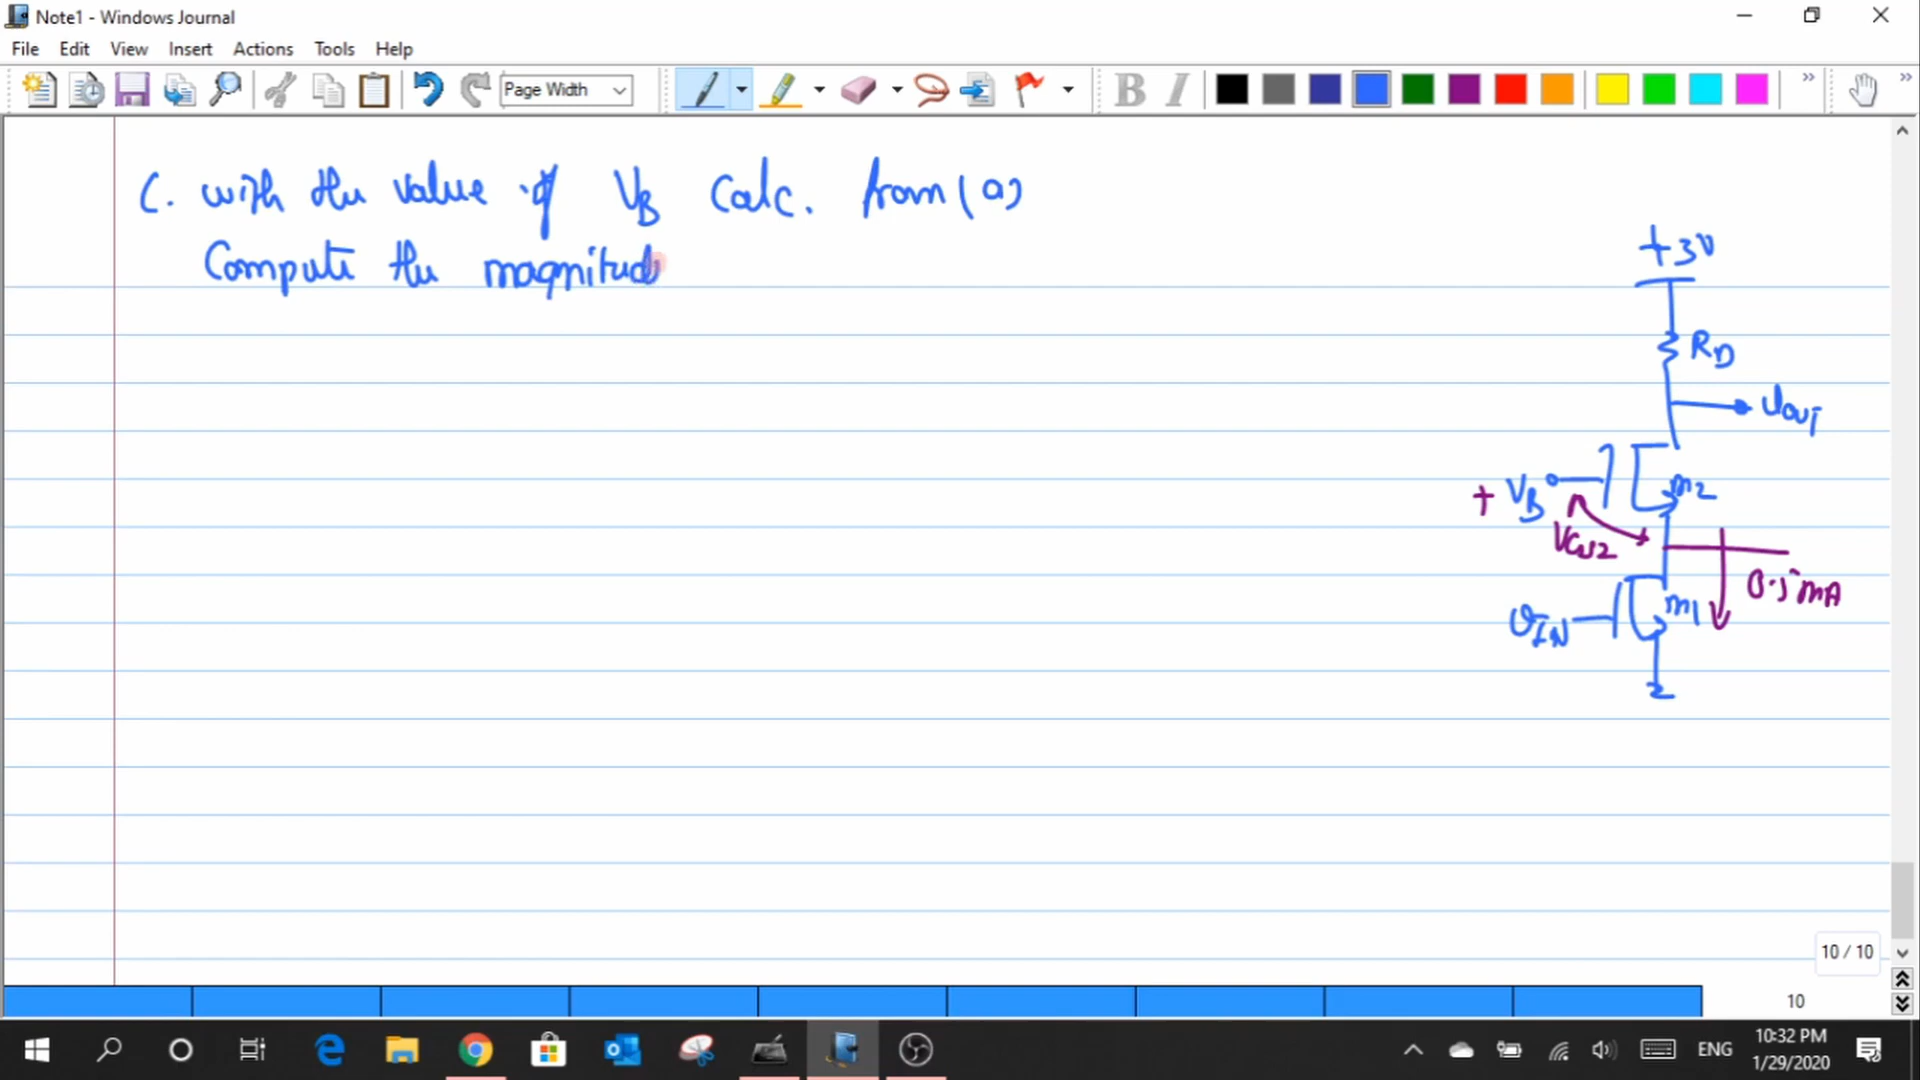 Note1 - Windows Journal
File Edit View Insert Actions Tools Help
Page Width
B I
C. with the value of VB Calc. from (a)
Compute the magnitud
+3V
RD
VOUT
+ VB
M2
VGS2
0.5mA
M1
VIN
10 / 10
10
10:32 PM
ENG
1/29/2020